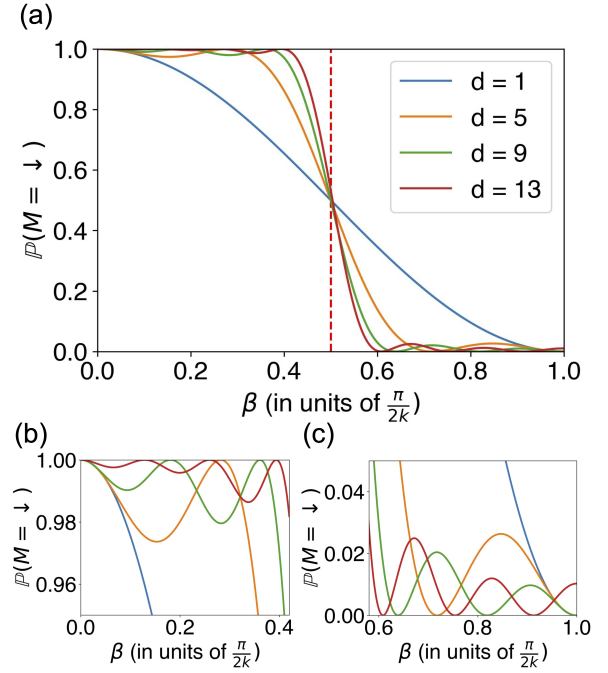 (a)
1.0
0.8
0.6
0.4
0.2
0.0
ℙ(M = ↓)
d = 1
d = 5
d = 9
d = 13
0.0 0.2 0.4 0.6 0.8 1.0
β (in units of π/2k)
(b)
1.00
0.98
0.96
ℙ(M = ↓)
0.0 0.2 0.4
β (in units of π/2k)
(c)
0.04
0.02
0.00
ℙ(M = ↓)
0.6 0.8 1.0
β (in units of π/2k)